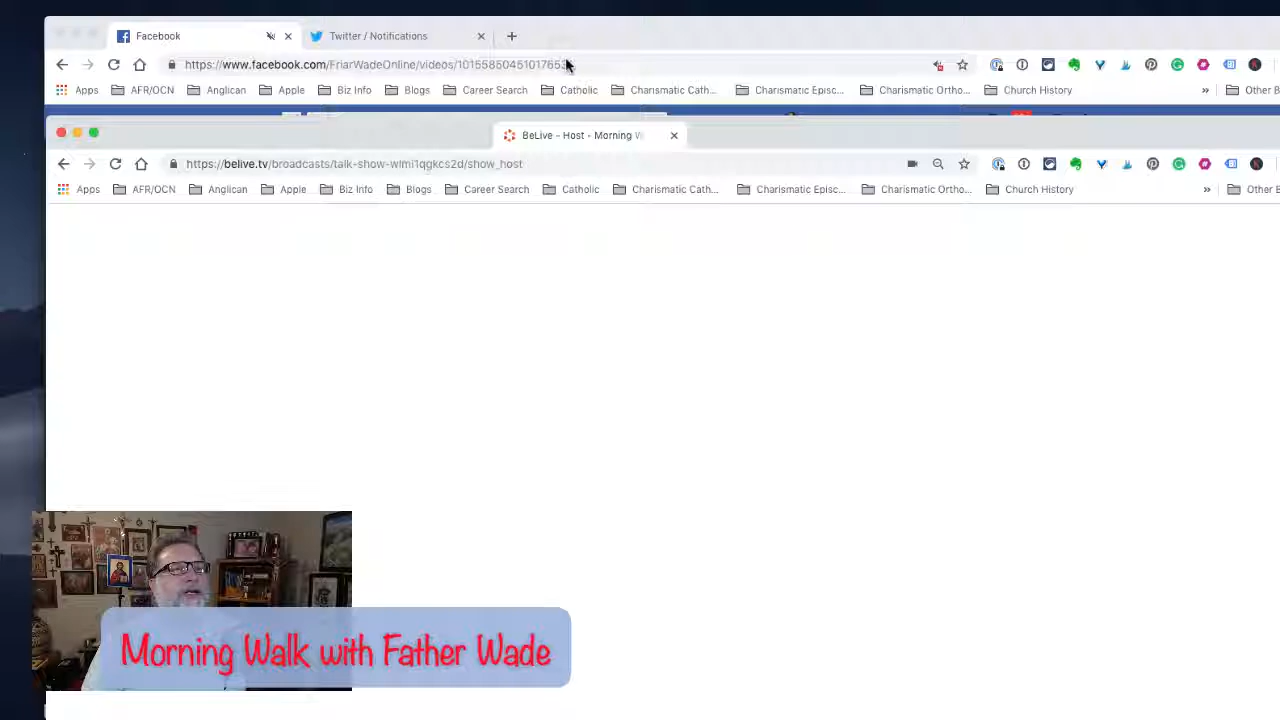 Facebook
Twitter / Notifications
https://www.facebook.com/FriarWadeOnline/videos/10155850451017653
Apps AFR/OCN Anglican Apple Biz Info Blogs Career Search Catholic Charismatic Cath... Charismatic Episc... Charismatic Ortho... Church History » Other B
BeLive - Host - Morning W
https://belive.tv/broadcasts/talk-show-wlmi1qgkcs2d/show_host
Apps AFR/OCN Anglican Apple Biz Info Blogs Career Search Catholic Charismatic Cath... Charismatic Episc... Charismatic Ortho... Church History » Other B
Morning Walk with Father Wade